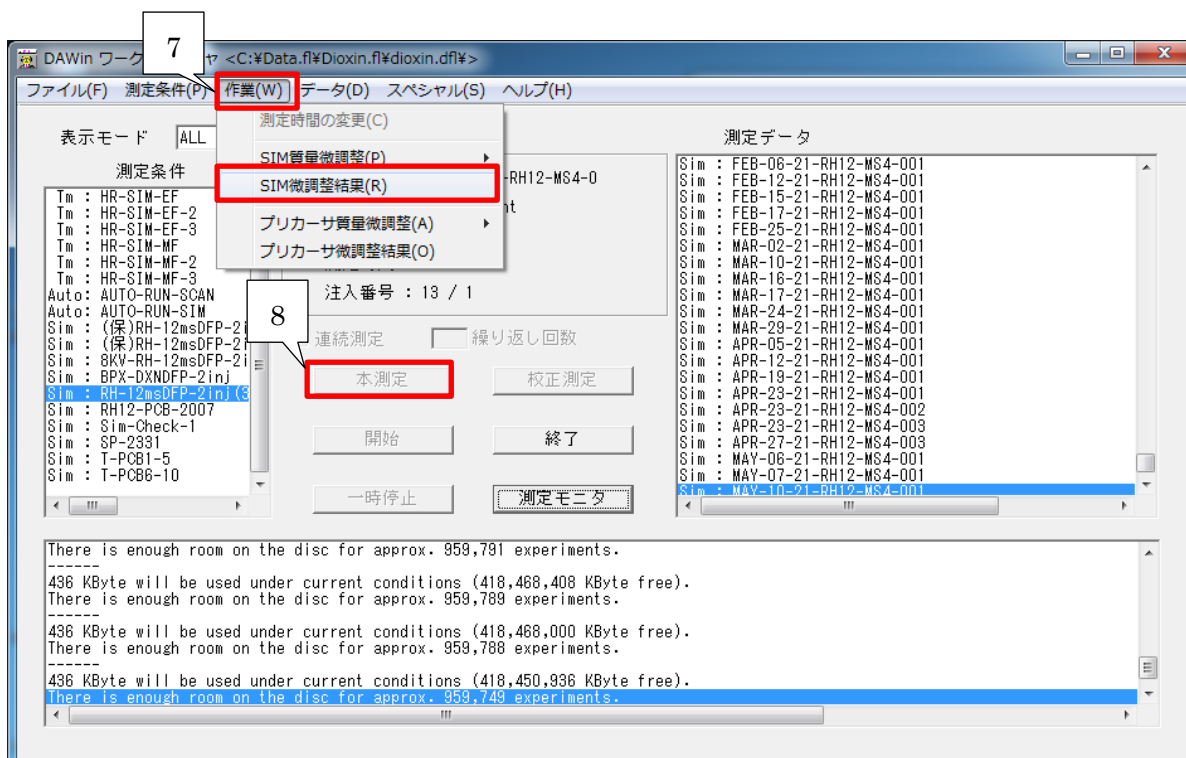 7
DAWin ワーク
ャ <C:¥Data.fl¥Dioxin.fl¥dioxin.dfl¥>
ファイル(F) 測定条件(P) 作業(W) データ(D) スペシャル(S) ヘルプ(H)
測定時間の変更(C)
SIM質量微調整(P)
SIM微調整結果(R)
プリカーサ質量微調整(A)
プリカーサ微調整結果(O)
表示モード ALL
測定条件
Tm : HR-SIM-EF
Tm : HR-SIM-EF-2
Tm : HR-SIM-EF-3
Tm : HR-SIM-MF
Tm : HR-SIM-MF-2
Tm : HR-SIM-MF-3
Auto: AUTO-RUN-SCAN
Auto: AUTO-RUN-SIM
Sim : (保)RH-12msDFP-2i
Sim : (保)RH-12msDFP-2i
Sim : 8KV-RH-12msDFP-2i
Sim : BPX-DXNDFP-2inj
Sim : RH-12msDFP-2inj(3
Sim : RH12-PCB-2007
Sim : Sim-Check-1
Sim : SP-2331
Sim : T-PCB1-5
Sim : T-PCB6-10
-RH12-MS4-0
nt
注入番号 : 13 / 1
8
連続測定 繰り返し回数
本測定 校正測定
開始 終了
一時停止 測定モニタ
測定データ
Sim : FEB-06-21-RH12-MS4-001
Sim : FEB-12-21-RH12-MS4-001
Sim : FEB-15-21-RH12-MS4-001
Sim : FEB-17-21-RH12-MS4-001
Sim : FEB-25-21-RH12-MS4-001
Sim : MAR-02-21-RH12-MS4-001
Sim : MAR-10-21-RH12-MS4-001
Sim : MAR-16-21-RH12-MS4-001
Sim : MAR-17-21-RH12-MS4-001
Sim : MAR-24-21-RH12-MS4-001
Sim : MAR-29-21-RH12-MS4-001
Sim : APR-05-21-RH12-MS4-001
Sim : APR-12-21-RH12-MS4-001
Sim : APR-19-21-RH12-MS4-001
Sim : APR-23-21-RH12-MS4-001
Sim : APR-23-21-RH12-MS4-002
Sim : APR-23-21-RH12-MS4-003
Sim : APR-27-21-RH12-MS4-003
Sim : MAY-06-21-RH12-MS4-001
Sim : MAY-07-21-RH12-MS4-001
Sim : MAY-10-21-RH12-MS4-001
There is enough room on the disc for approx. 959,791 experiments.
------
436 KByte will be used under current conditions (418,468,408 KByte free).
There is enough room on the disc for approx. 959,789 experiments.
------
436 KByte will be used under current conditions (418,468,000 KByte free).
There is enough room on the disc for approx. 959,788 experiments.
------
436 KByte will be used under current conditions (418,450,936 KByte free).
There is enough room on the disc for approx. 959,749 experiments.